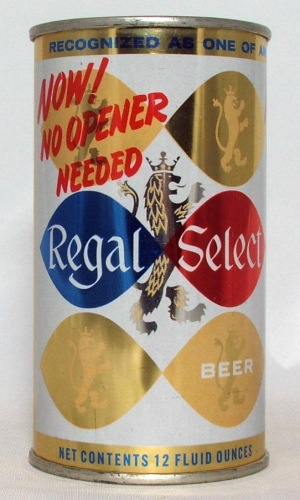 RECOGNIZED AS ONE OF
NOW!
NO OPENER
NEEDED
Regal Select
BEER
NET CONTENTS 12 FLUID OUNCES